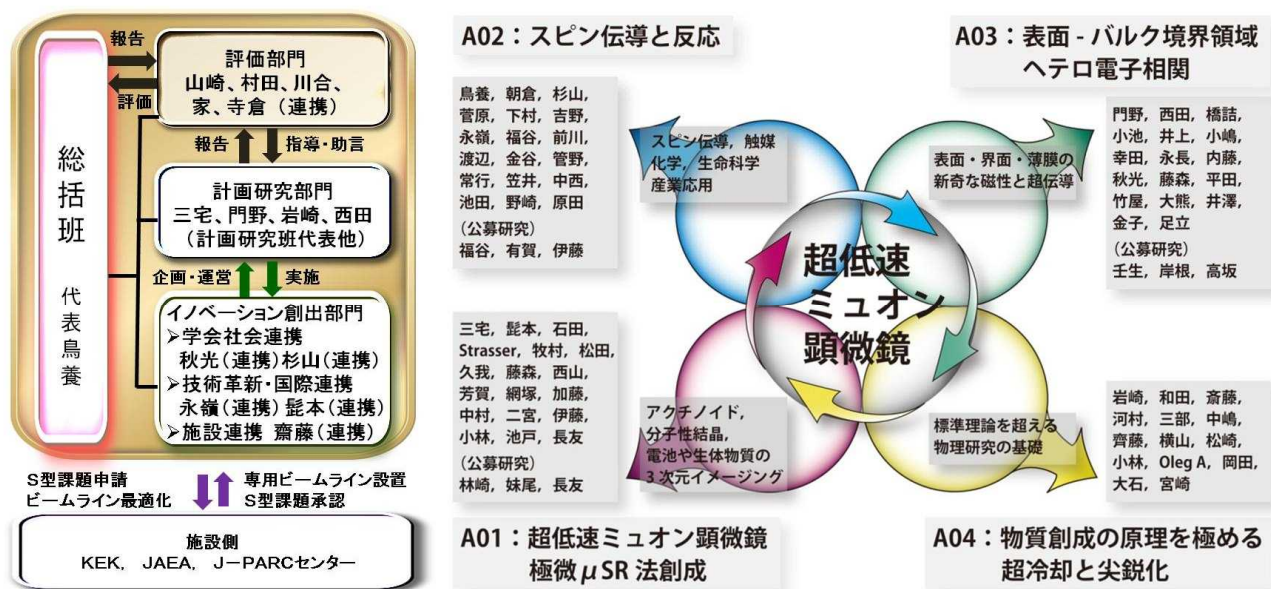 報告
評価
総括班
代表鳥養
評価部門
山崎、村田、川合、
家、寺倉（連携）
報告
指導・助言
計画研究部門
三宅、門野、岩崎、西田
（計画研究班代表他）
企画・運営
実施
イノベーション創出部門
➢学会社会連携
秋光（連携）杉山（連携）
➢技術革新・国際連携
永嶺（連携）髭本（連携）
➢施設連携 齋藤（連携）
S型課題申請
ビームライン最適化
専用ビームライン設置
S型課題承認
施設側
KEK, JAEA, J－PARCセンター
A02：スピン伝導と反応
鳥養，朝倉，杉山，
菅原，下村，吉野，
永嶺，福谷，前川，
渡辺，金谷，菅野，
常行，笠井，中西，
池田，野崎，原田
（公募研究）
福谷，有賀，伊藤
スピン伝導，触媒
化学，生命科学
産業応用
A03：表面 - バルク境界領域
ヘテロ電子相関
門野，西田，橋詰，
小池，井上，小嶋，
幸田，永長，内藤，
秋光，藤森，平田，
竹屋，大熊，井澤，
金子，足立
（公募研究）
壬生，岸根，高坂
表面・界面・薄膜の
新奇な磁性と超伝導
超低速
ミュオン
顕微鏡
三宅，髭本，石田，
Strasser，牧村，松田，
久我，藤森，西山，
芳賀，網塚，加藤，
中村，二宮，伊藤，
小林，池戸，長友
（公募研究）
林崎，妹尾，長友
アクチノイド，
分子性結晶，
電池や生体物質の
3 次元イメージング
A01：超低速ミュオン顕微鏡
極微 μ SR 法創成
標準理論を超える
物理研究の基礎
岩崎，和田，斎藤，
河村，三部，中嶋，
齊藤，横山，松崎，
小林，Oleg A，岡田，
大石，宮崎
A04：物質創成の原理を極める
超冷却と尖鋭化